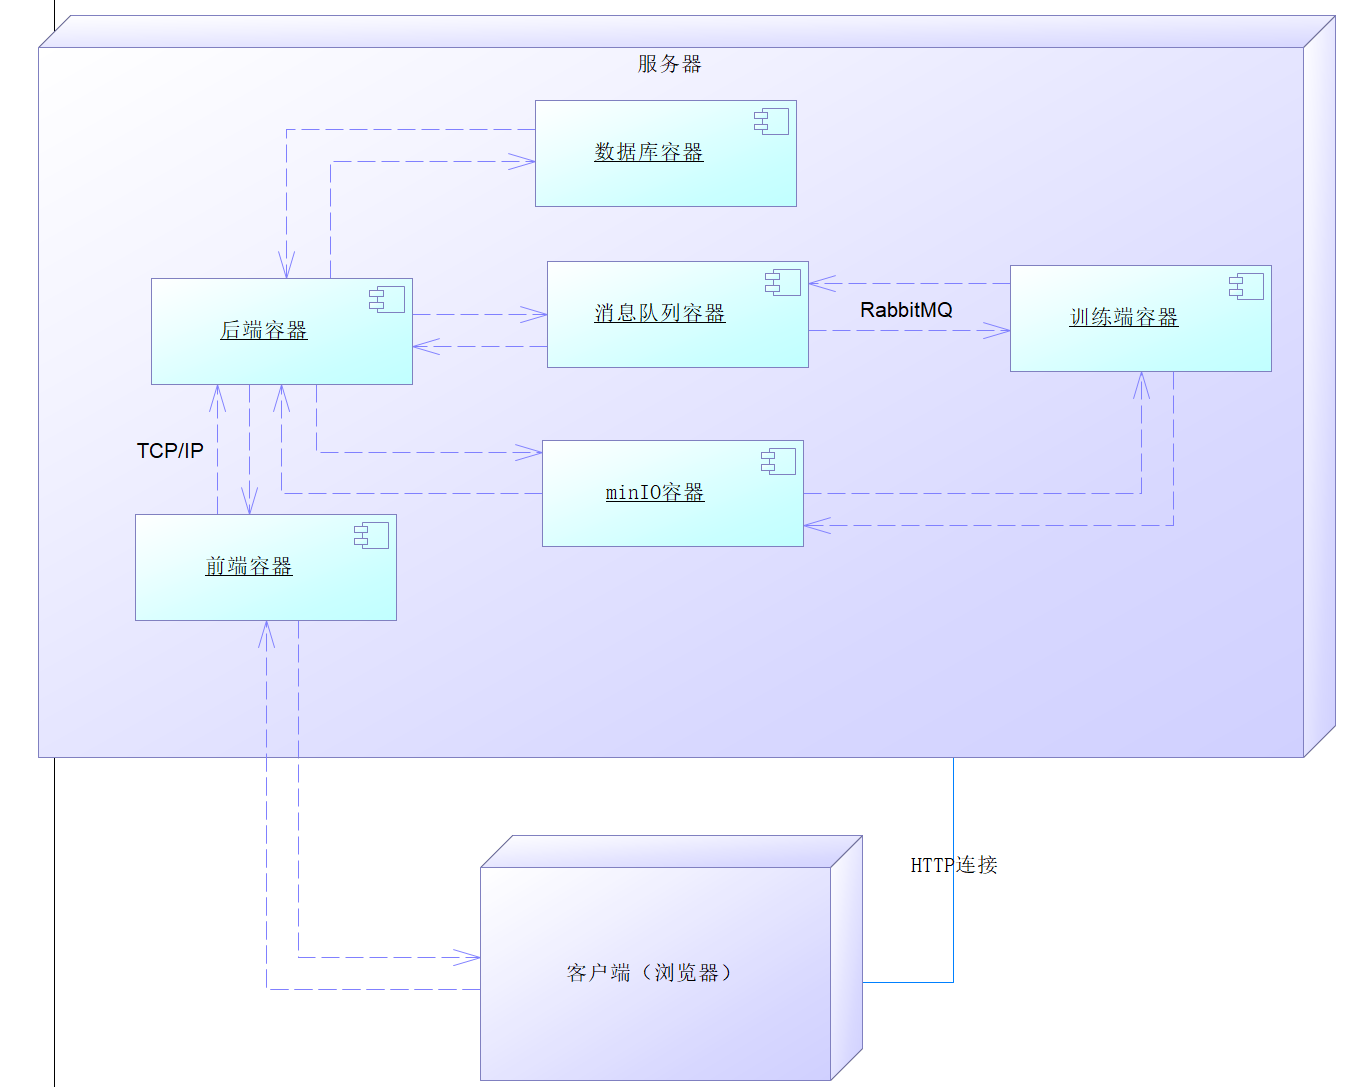 服务器
数据库容器
消息队列容器
RabbitMQ
训练端容器
后端容器
TCP/IP
minIO容器
前端容器
HTTP连接
客户端（浏览器）